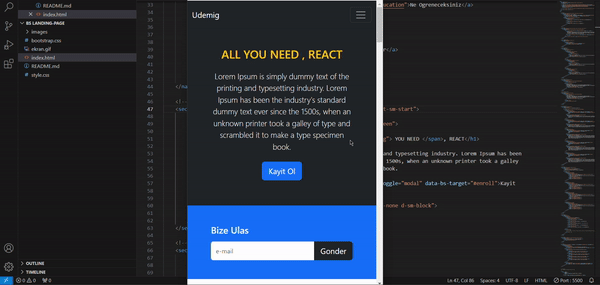 README.md
index.html
BS LANDING-PAGE
images
bootstrap.css
ekran.gif
index.html
README.md
style.css
OUTLINE
TIMELINE
Udemig
ALL YOU NEED , REACT
Lorem Ipsum is simply dummy text of the
printing and typesetting industry. Lorem
Ipsum has been the industry's standard
dummy text ever since the 1500s, when an
unknown printer took a galley of type and
scrambled it to make a type specimen
book.
Kayit Ol
Bize Ulas
e-mail
Gonder
YOU NEED </span>, REACT</h1>
and typesetting industry. Lorem Ipsum has been
1500s, when an unknown printer took a galley
book.
oggle="modal" data-bs-target="#enroll">Kayit
-none d-sm-block">
Ln 47, Col 86 Spaces: 4 UTF-8 LF HTML Port : 5500